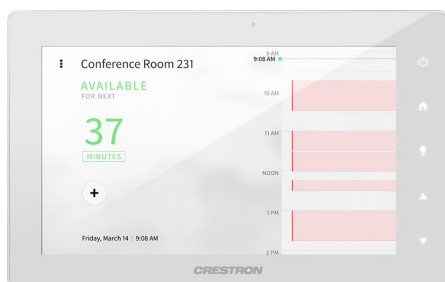 Conference Room 231
AVAILABLE
FOR NEXT
37
MINUTES
+
Friday, March 14 | 9:08 AM
9 AM
9:08 AM
10 AM
11 AM
NOON
1 PM
2 PM
CRESTRON